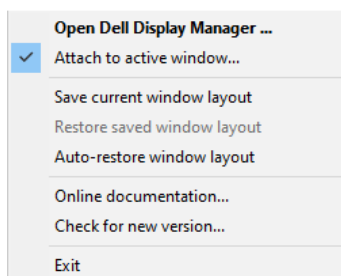 Open Dell Display Manager ...
Attach to active window...
Save current window layout
Restore saved window layout
Auto-restore window layout
Online documentation...
Check for new version...
Exit